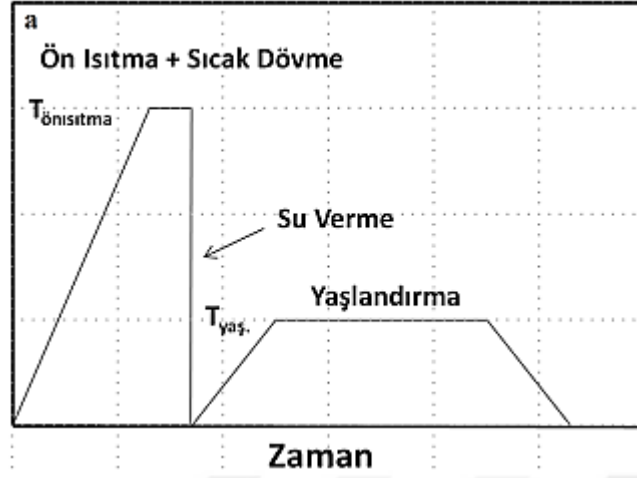 a
Ön Isıtma + Sıcak Dövme
Tönısıtma
Su Verme
Yaşlandırma
Tyaş.
Zaman